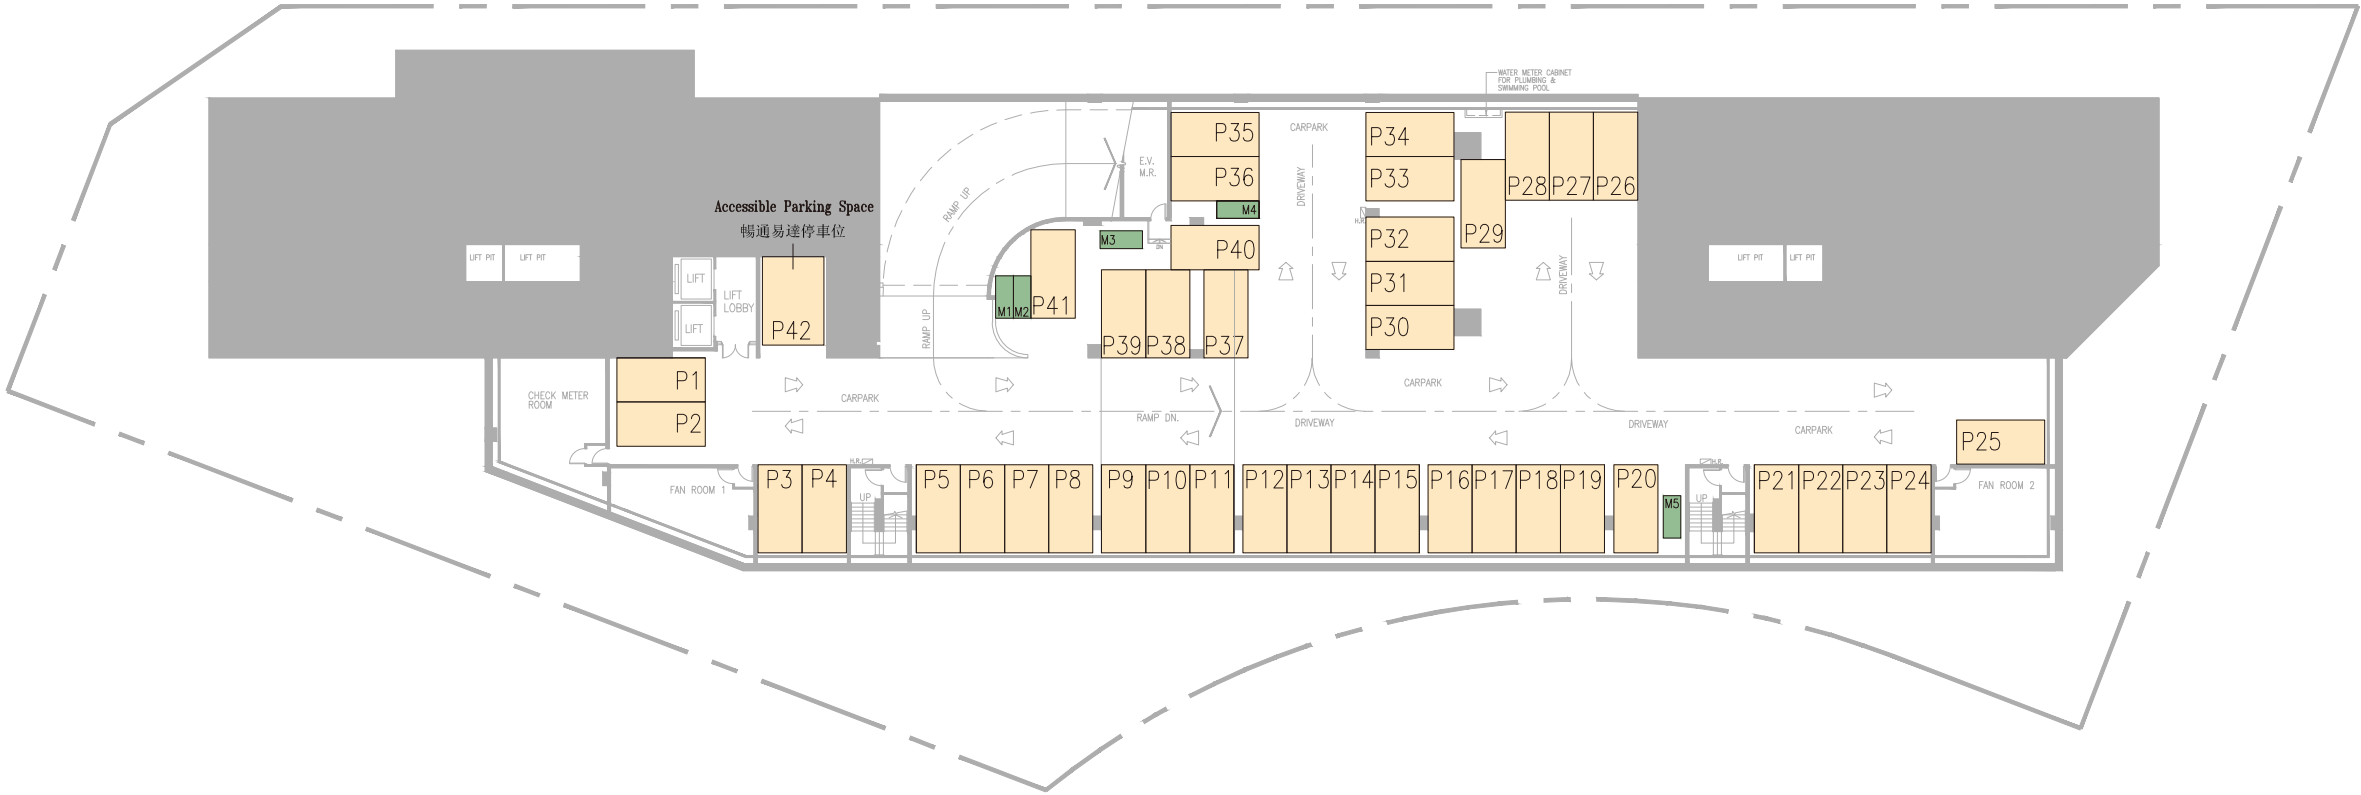 WATER METER CABINET
FOR PLUMBING &
SWIMMING POOL
P35
CARPARK
P34
E.V.
M.R.
P36
P33
P28
P27
P26
DRIVEWAY
RAMP UP
Accessible Parking Space
暢通易達停車位
M4
H.R.
M3
DN
P40
P32
P29
LIFT PIT
LIFT PIT
LIFT PIT
LIFT PIT
DRIVEWAY
LIFT
LIFT
LOBBY
P31
M1
M2
P41
LIFT
P42
RAMP UP
P39
P38
P37
P30
P1
CHECK METER
ROOM
CARPARK
CARPARK
P2
RAMP DN.
DRIVEWAY
DRIVEWAY
CARPARK
P25
H.R.
H.R.
FAN ROOM 1
P3
P4
UP
P5
P6
P7
P8
P9
P10
P11
P12
P13
P14
P15
P16
P17
P18
P19
P20
M5
UP
P21
P22
P23
P24
FAN ROOM 2